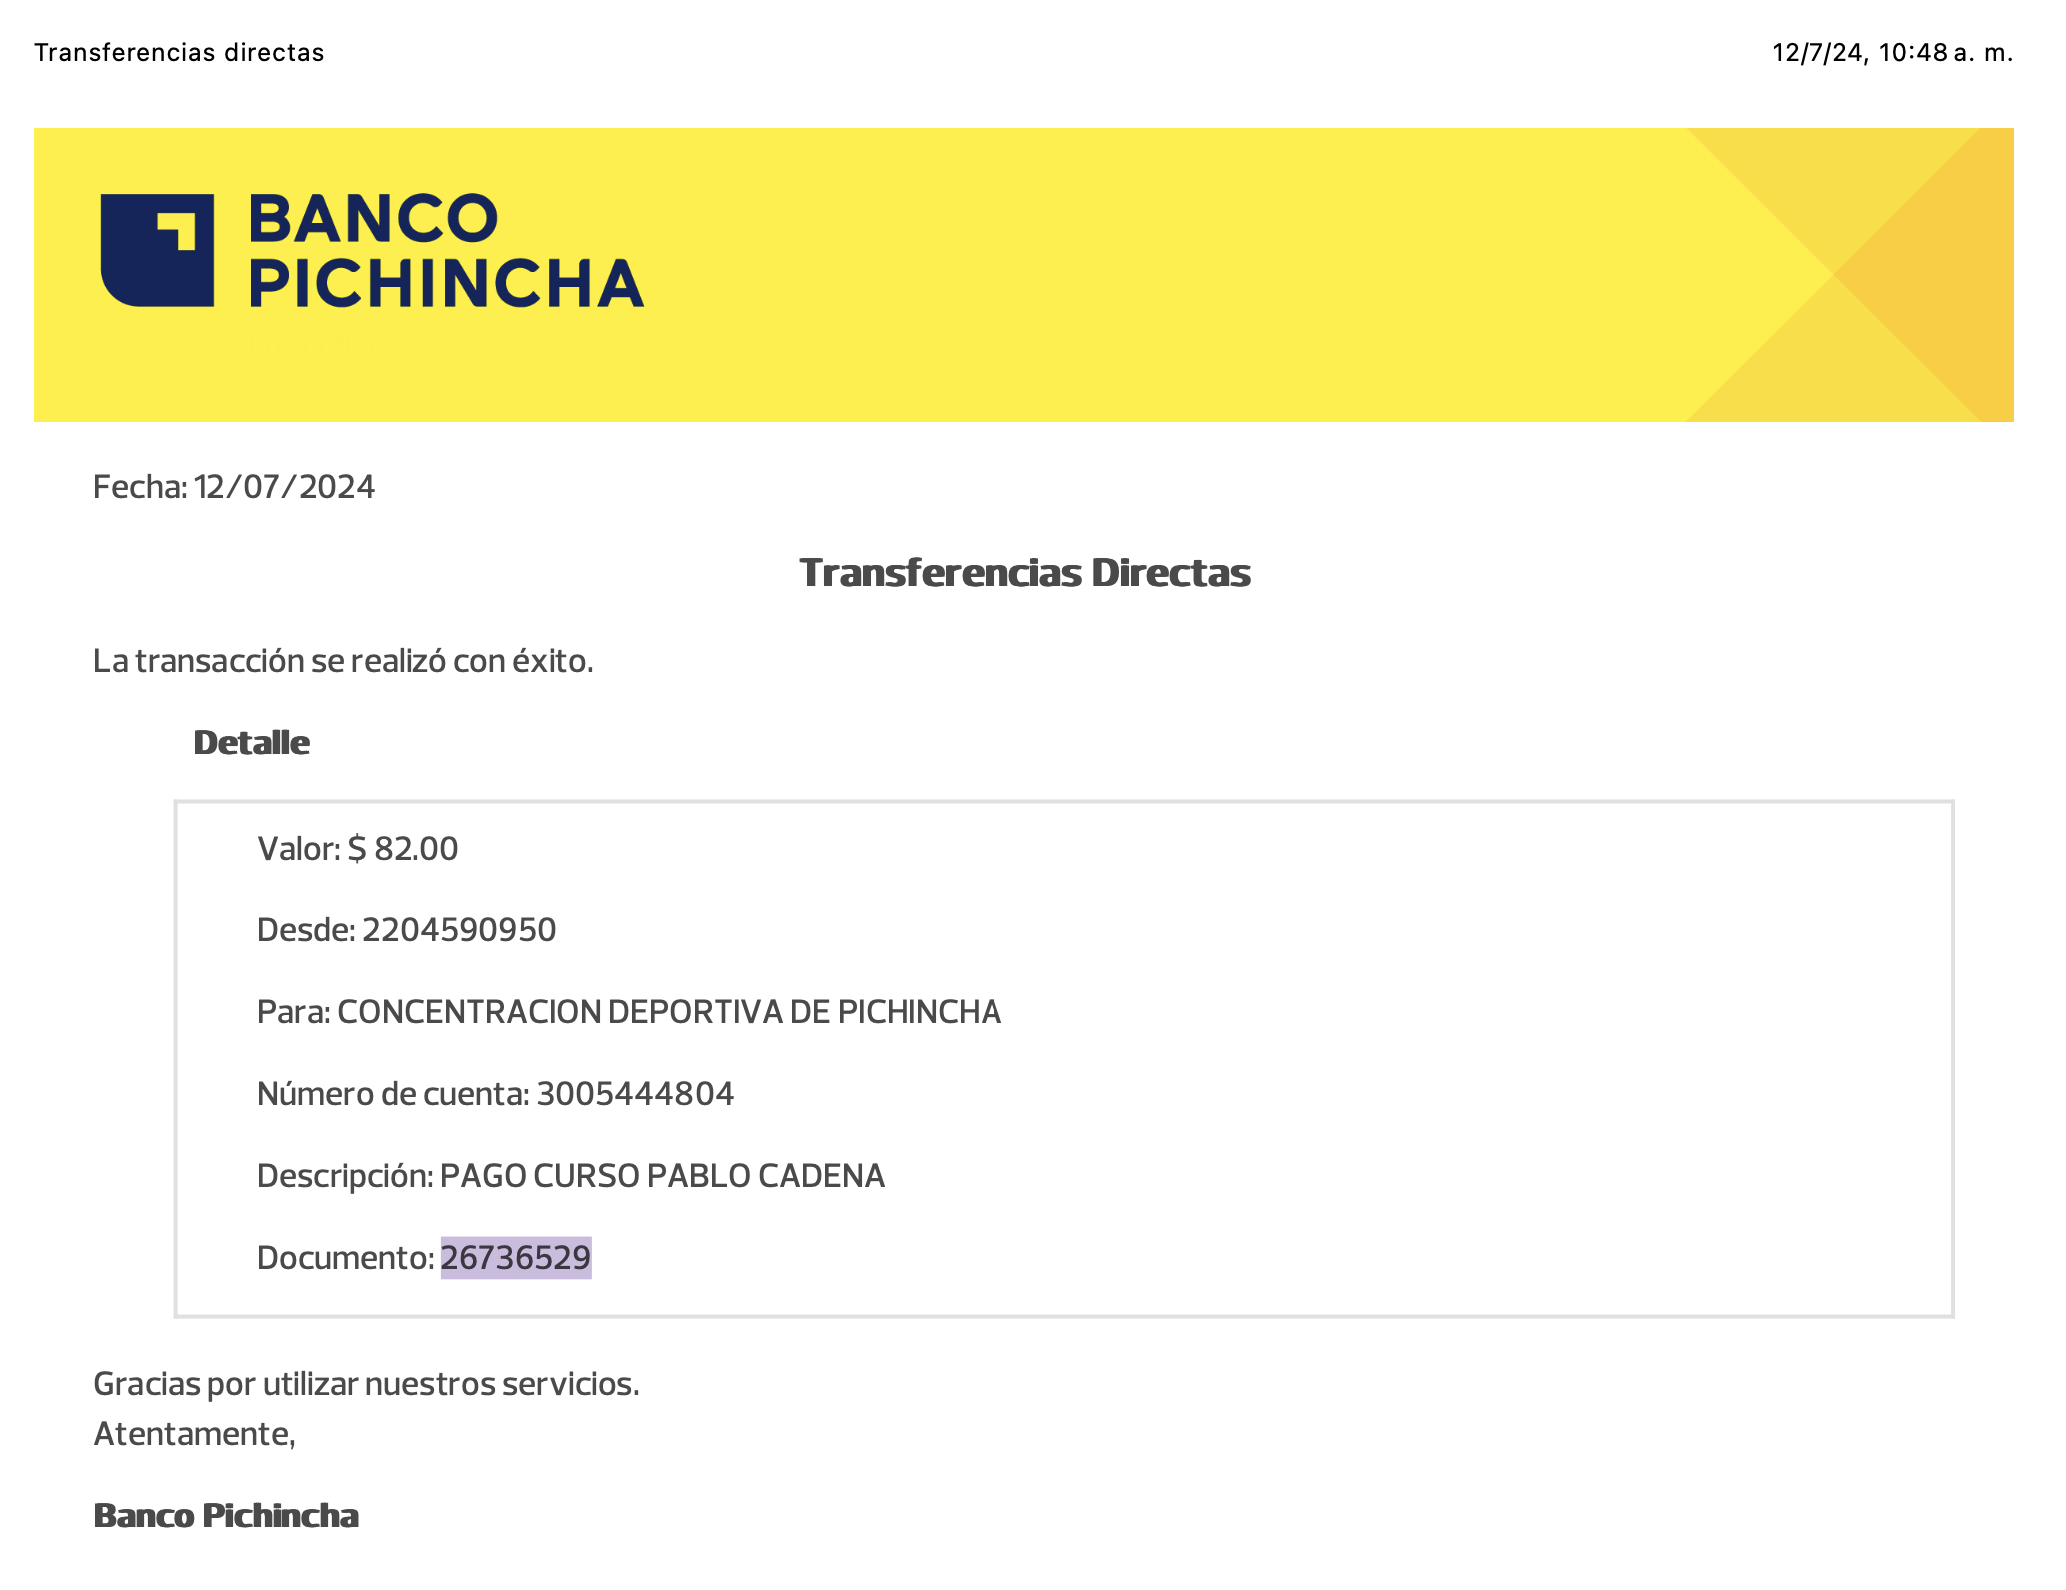 Transferencias directas
12/7/24, 10:48 a. m.
BANCO
PICHINCHA
Fecha: 12/07/2024
Transferencias Directas
La transacción se realizó con éxito.
Detalle
Valor: $ 82.00
Desde: 2204590950
Para: CONCENTRACION DEPORTIVA DE PICHINCHA
Número de cuenta: 3005444804
Descripción: PAGO CURSO PABLO CADENA
Documento: 26736529
Gracias por utilizar nuestros servicios.
Atentamente,
Banco Pichincha